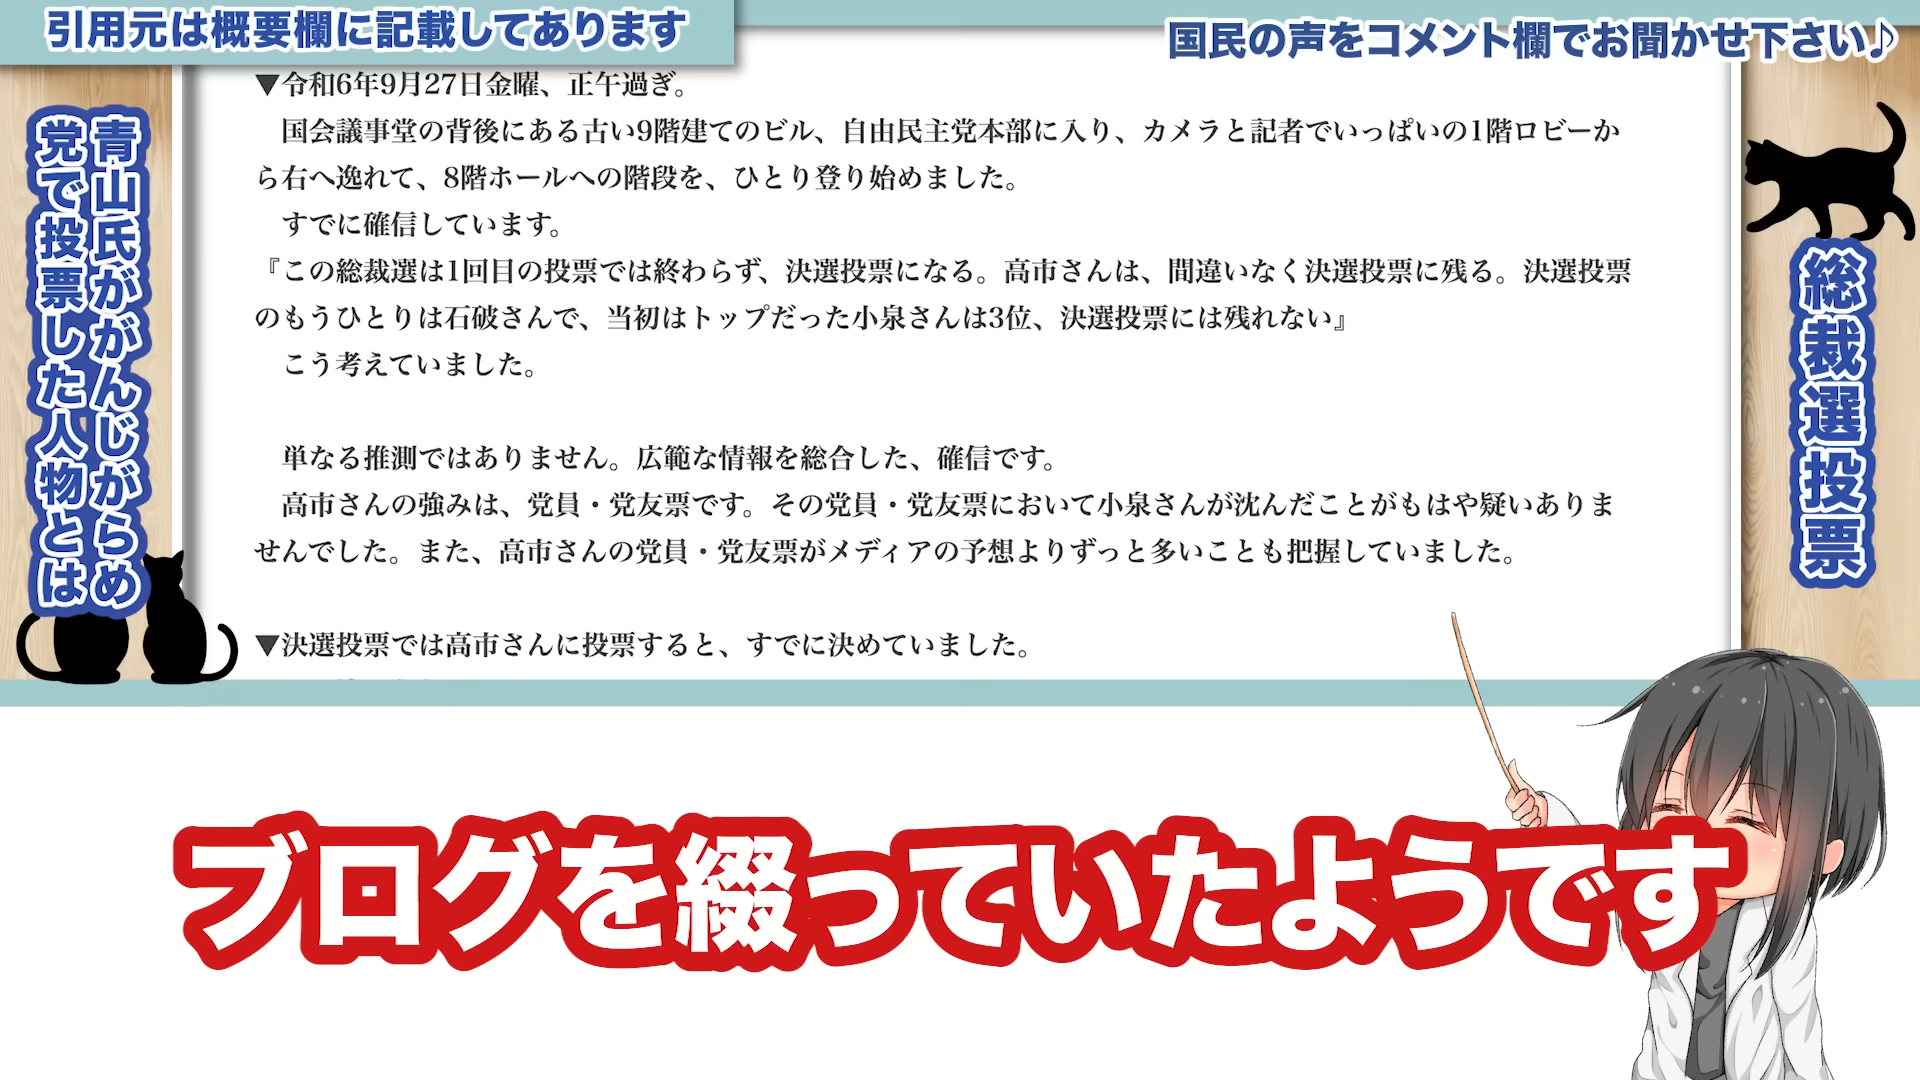 引用元は概要欄に記載してあります
国民の声をコメント欄でお聞かせ下さい♪
青山氏ががんじがらめ
党で投票した人物とは
総裁選投票
▼令和6年9月27日金曜、正午過ぎ。
国会議事堂の背後にある古い9階建てのビル、自由民主党本部に入り、カメラと記者でいっぱいの1階ロビーか
ら右へ逸れて、8階ホールへの階段を、ひとり登り始めました。
すでに確信しています。
『この総裁選は1回目の投票では終わらず、決選投票になる。高市さんは、間違いなく決選投票に残る。決選投票
のもうひとりは石破さんで、当初はトップだった小泉さんは3位、決選投票には残れない』
こう考えていました。
単なる推測ではありません。広範な情報を総合した、確信です。
高市さんの強みは、党員・党友票です。その党員・党友票において小泉さんが沈んだことがもはや疑いありま
せんでした。また、高市さんの党員・党友票がメディアの予想よりずっと多いことも把握していました。
▼決選投票では高市さんに投票すると、すでに決めていました。
ブログを綴っていたようです